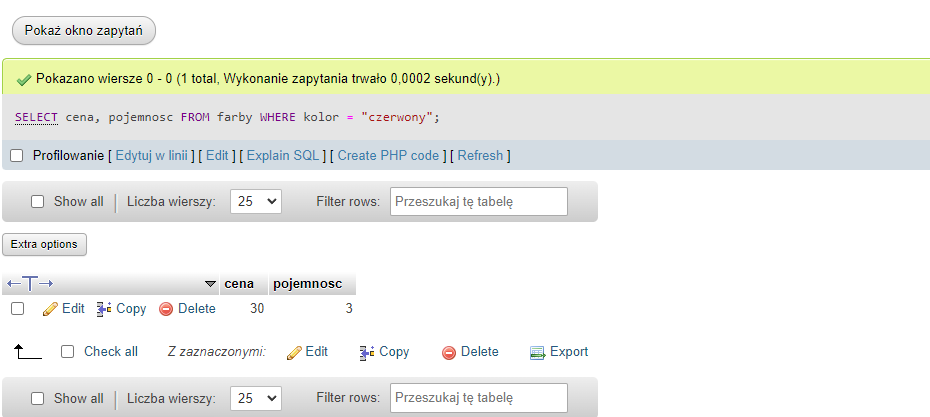 Pokaż okno zapytań
Pokazano wiersze 0 - 0 (1 total, Wykonanie zapytania trwało 0,0002 sekund(y).)
SELECT cena, pojemnosc FROM farby WHERE kolor = "czerwony";
Profilowanie [ Edytuj w linii ] [ Edit ] [ Explain SQL ] [ Create PHP code ] [ Refresh ]
Show all Liczba wierszy: 25 Filter rows: Przeszukaj tę tabelę
Extra options
cena pojemnosc
Edit Copy Delete 30 3
Check all Z zaznaczonymi: Edit Copy Delete Export
Show all Liczba wierszy: 25 Filter rows: Przeszukaj tę tabelę